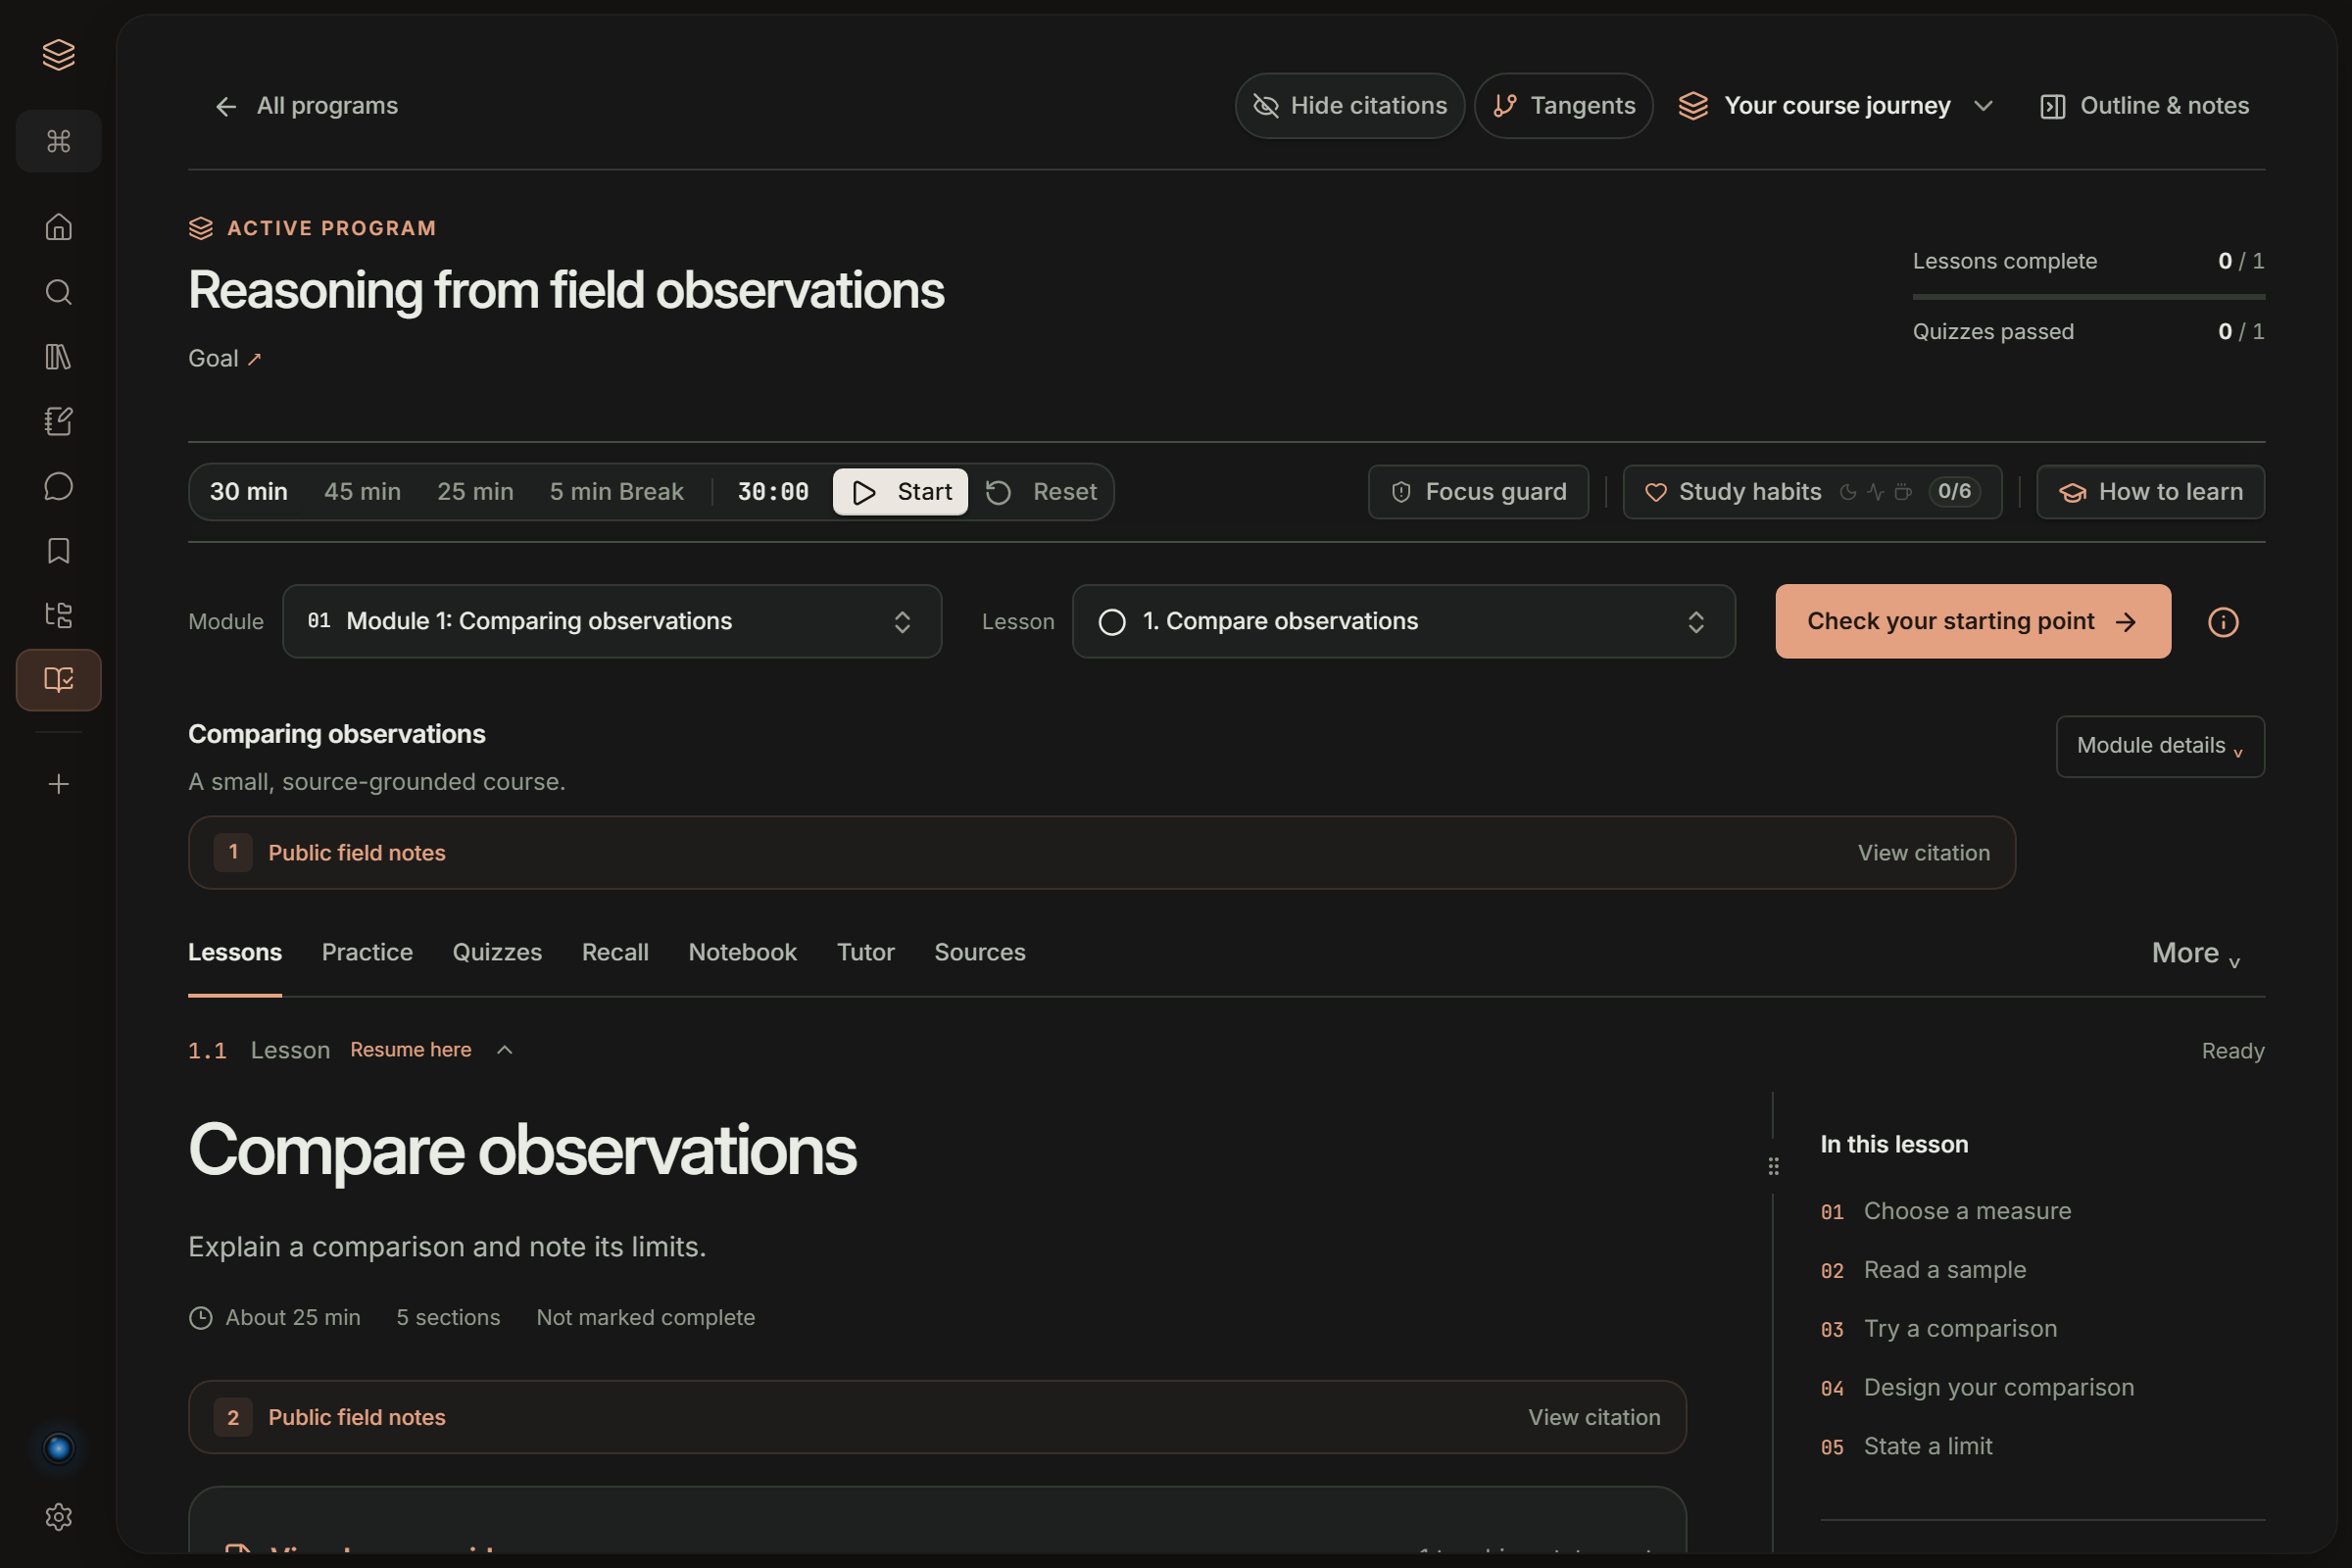 All programs
Hide citations
Tangents
Your course journey
Outline & notes
ACTIVE PROGRAM
Reasoning from field observations
Goal ↗
Lessons complete 0 / 1
Quizzes passed 0 / 1
30 min 45 min 25 min 5 min Break 30:00 Start Reset
Focus guard
Study habits 0/6
How to learn
Module 01 Module 1: Comparing observations
Lesson 1. Compare observations
Check your starting point
Comparing observations
Module details
A small, source-grounded course.
1 Public field notes View citation
Lessons Practice Quizzes Recall Notebook Tutor Sources More
1.1 Lesson Resume here Ready
Compare observations
Explain a comparison and note its limits.
About 25 min 5 sections Not marked complete
2 Public field notes View citation
In this lesson
01 Choose a measure
02 Read a sample
03 Try a comparison
04 Design your comparison
05 State a limit